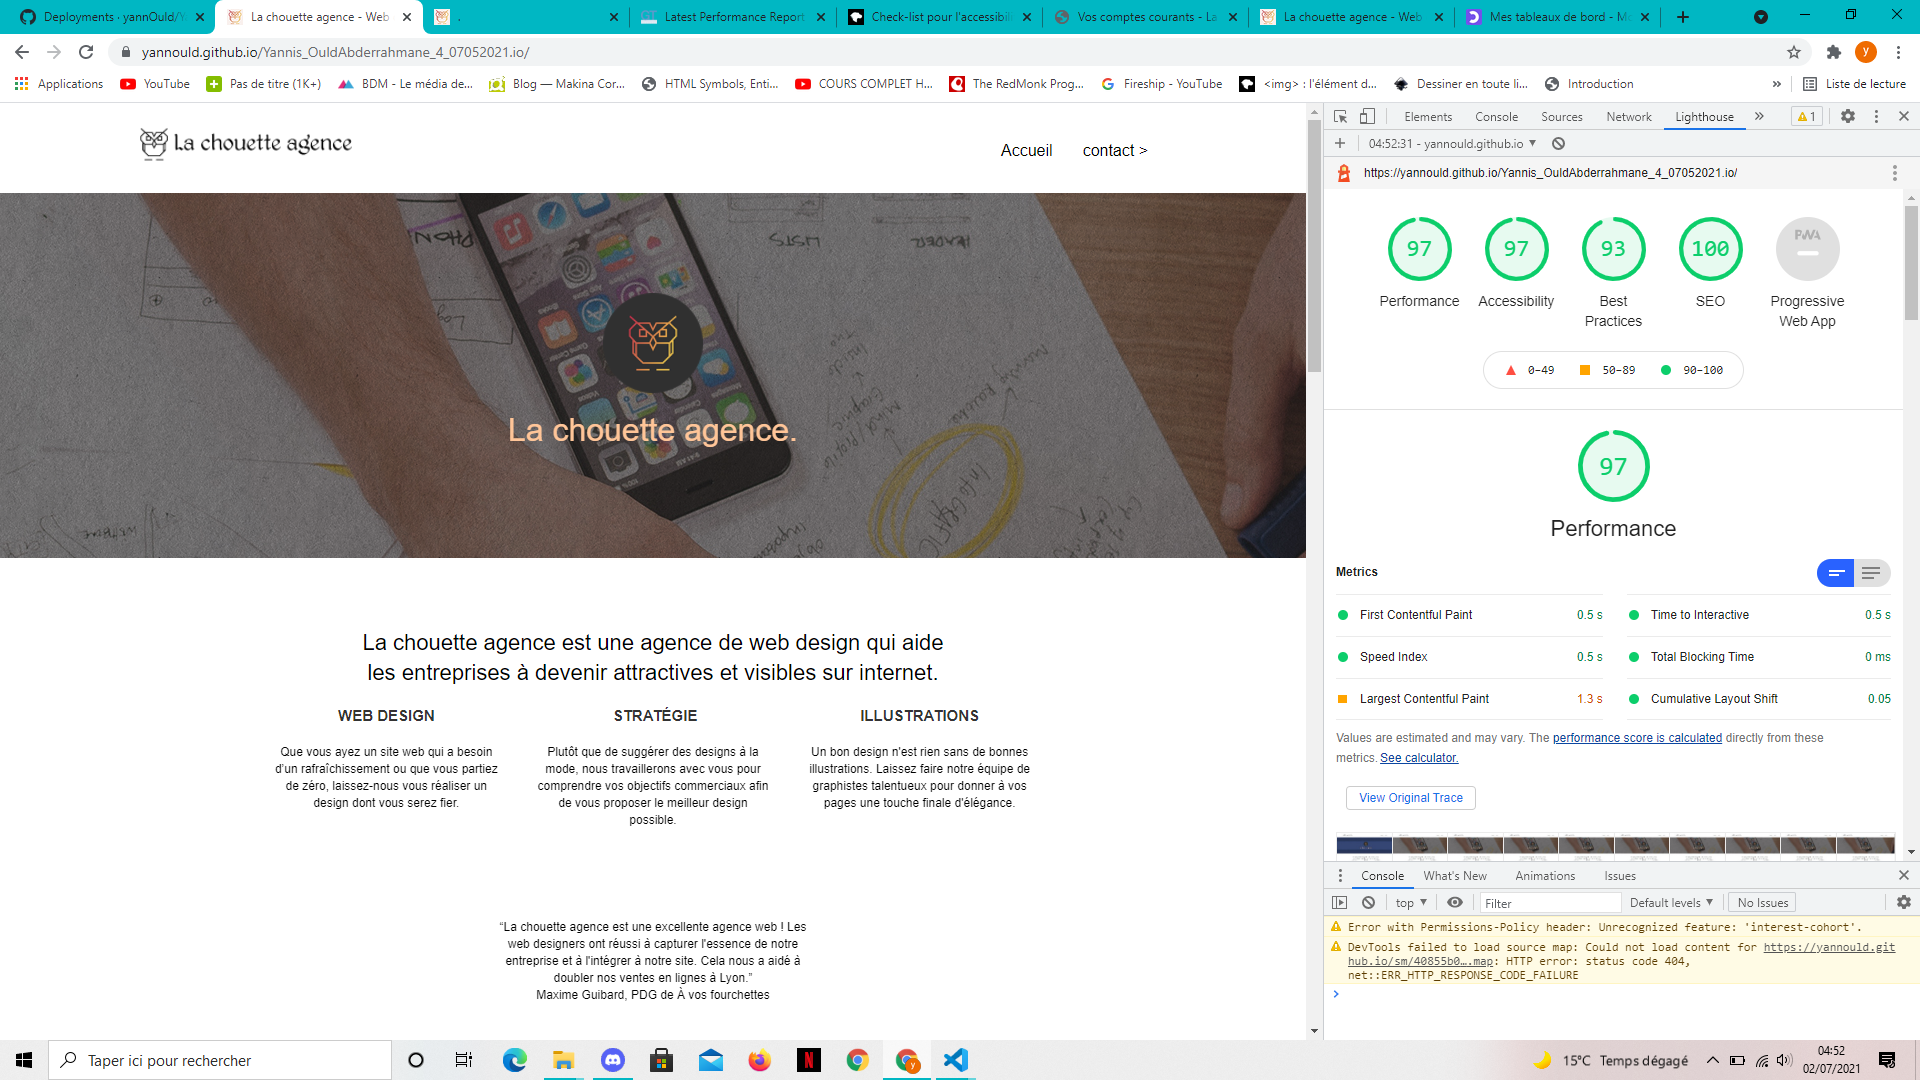 Deployments · yannOuld/Y
La chouette agence - Web
.
Latest Performance Report
Check-list pour l'accessibili
Vos comptes courants - La
La chouette agence - Web
Mes tableaux de bord - Mo
yannould.github.io/Yannis_OuldAbderrahmane_4_07052021.io/
y
Applications
YouTube
Pas de titre (1K+)
BDM - Le média de...
Blog — Makina Cor...
HTML Symbols, Enti...
COURS COMPLET H...
The RedMonk Prog...
Fireship - YouTube
<img> : l'élément d...
Dessiner en toute li...
Introduction
»
Liste de lecture
La chouette agence
Accueil
contact >
La chouette agence.
La chouette agence est une agence de web design qui aide
les entreprises à devenir attractives et visibles sur internet.
WEB DESIGN
Que vous ayez un site web qui a besoin
d'un rafraîchissement ou que vous partiez
de zéro, laissez-nous vous réaliser un
design dont vous serez fier.
STRATÉGIE
Plutôt que de suggérer des designs à la
mode, nous travaillerons avec vous pour
comprendre vos objectifs commerciaux afin
de vous proposer le meilleur design
possible.
ILLUSTRATIONS
Un bon design n'est rien sans de bonnes
illustrations. Laissez faire notre équipe de
graphistes talentueux pour donner à vos
pages une touche finale d'élégance.
“La chouette agence est une excellente agence web ! Les
web designers ont réussi à capturer l'essence de notre
entreprise et à l'intégrer à notre site. Cela nous a aidé à
doubler nos ventes en lignes à Lyon.”
Maxime Guibard, PDG de À vos fourchettes
Elements
Console
Sources
Network
Lighthouse
»
1
04:52:31 - yannould.github.io
https://yannould.github.io/Yannis_OuldAbderrahmane_4_07052021.io/
97
Performance
97
Accessibility
93
Best
Practices
100
SEO
PWA
Progressive
Web App
0–49
50–89
90–100
97
Performance
Metrics
First Contentful Paint
0.5 s
Time to Interactive
0.5 s
Speed Index
0.5 s
Total Blocking Time
0 ms
Largest Contentful Paint
1.3 s
Cumulative Layout Shift
0.05
Values are estimated and may vary. The performance score is calculated directly from these
metrics. See calculator.
View Original Trace
Console
What's New
Animations
Issues
top
Filter
Default levels
No Issues
Error with Permissions-Policy header: Unrecognized feature: 'interest-cohort'.
DevTools failed to load source map: Could not load content for https://yannould.git
hub.io/sm/40855b0….map: HTTP error: status code 404,
net::ERR_HTTP_RESPONSE_CODE_FAILURE
Taper ici pour rechercher
15°C Temps dégagé
04:52
02/07/2021